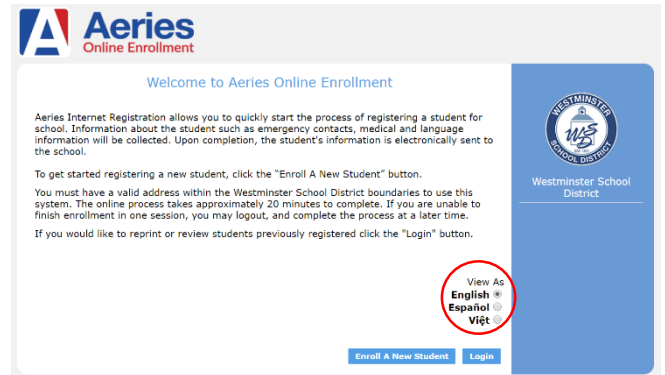 Aeries
Online Enrollment
Welcome to Aeries Online Enrollment
Aeries Internet Registration allows you to quickly start the process of registering a student for
school. Information about the student such as emergency contacts, medical and language
information will be collected. Upon completion, the student's information is electronically sent to
the school.
To get started registering a new student, click the "Enroll A New Student" button.
You must have a valid address within the Westminster School District boundaries to use this
system. The online process takes approximately 20 minutes to complete. If you are unable to
finish enrollment in one session, you may logout, and complete the process at a later time.
If you would like to reprint or review students previously registered click the "Login" button.
View As
English
Español
Việt
Enroll A New Student
Login
WESTMINSTER
WS
SCHOOL DISTRICT
Westminster School
District